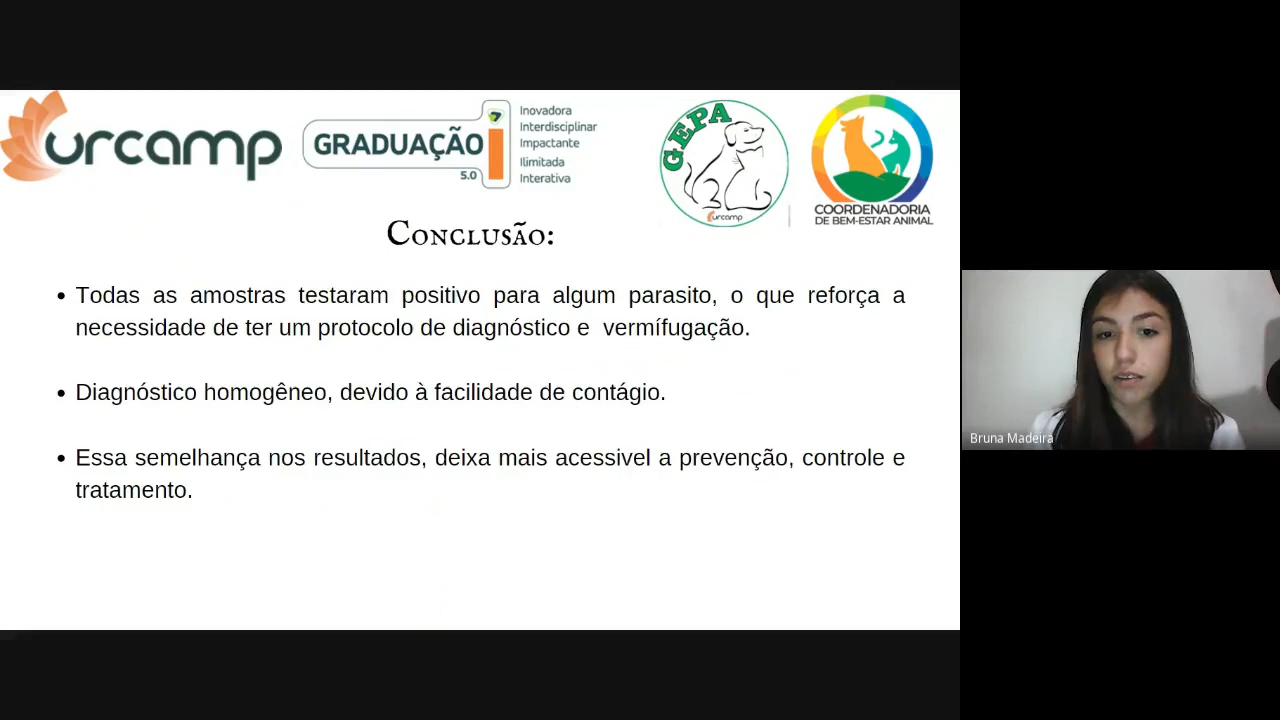 urcamp
GRADUAÇÃO
5.0
Inovadora
Interdisciplinar
Impactante
Ilimitada
Interativa
GEPA
urcamp
COORDENADORIA
DE BEM-ESTAR ANIMAL
Conclusão:
• Todas as amostras testaram positivo para algum parasito, o que reforça a
necessidade de ter um protocolo de diagnóstico e vermífugação.
• Diagnóstico homogêneo, devido à facilidade de contágio.
• Essa semelhança nos resultados, deixa mais acessivel a prevenção, controle e
tratamento.
Bruna Madeira